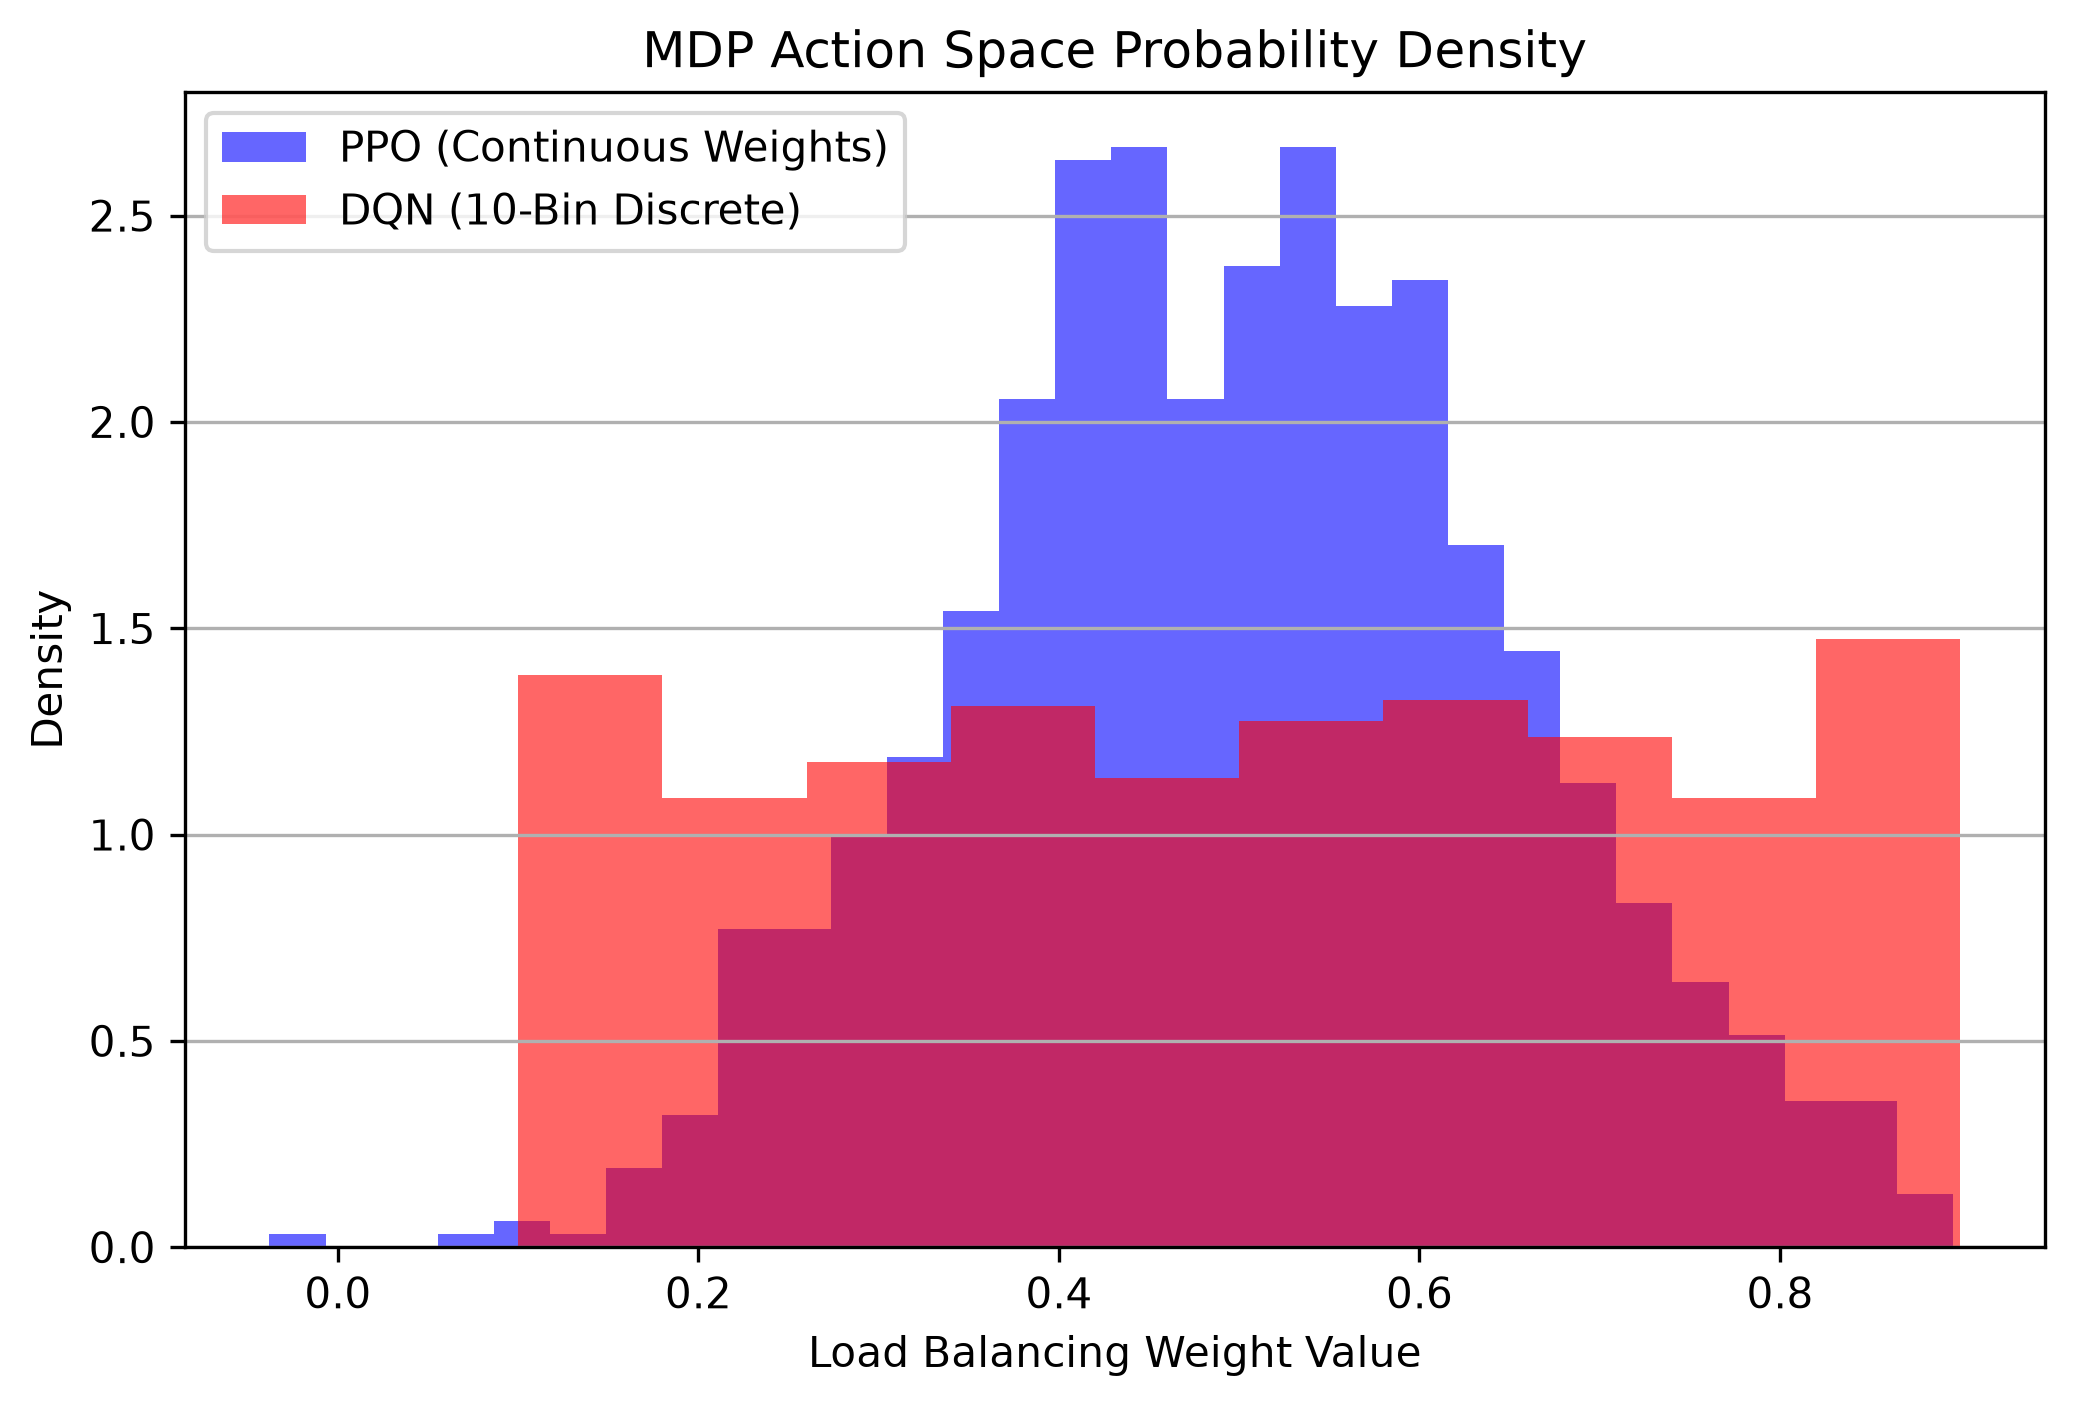 MDP Action Space Probability Density
PPO (Continuous Weights)
DQN (10-Bin Discrete)
Density
2.5
2.0
1.5
1.0
0.5
0.0
0.0 0.2 0.4 0.6 0.8
Load Balancing Weight Value